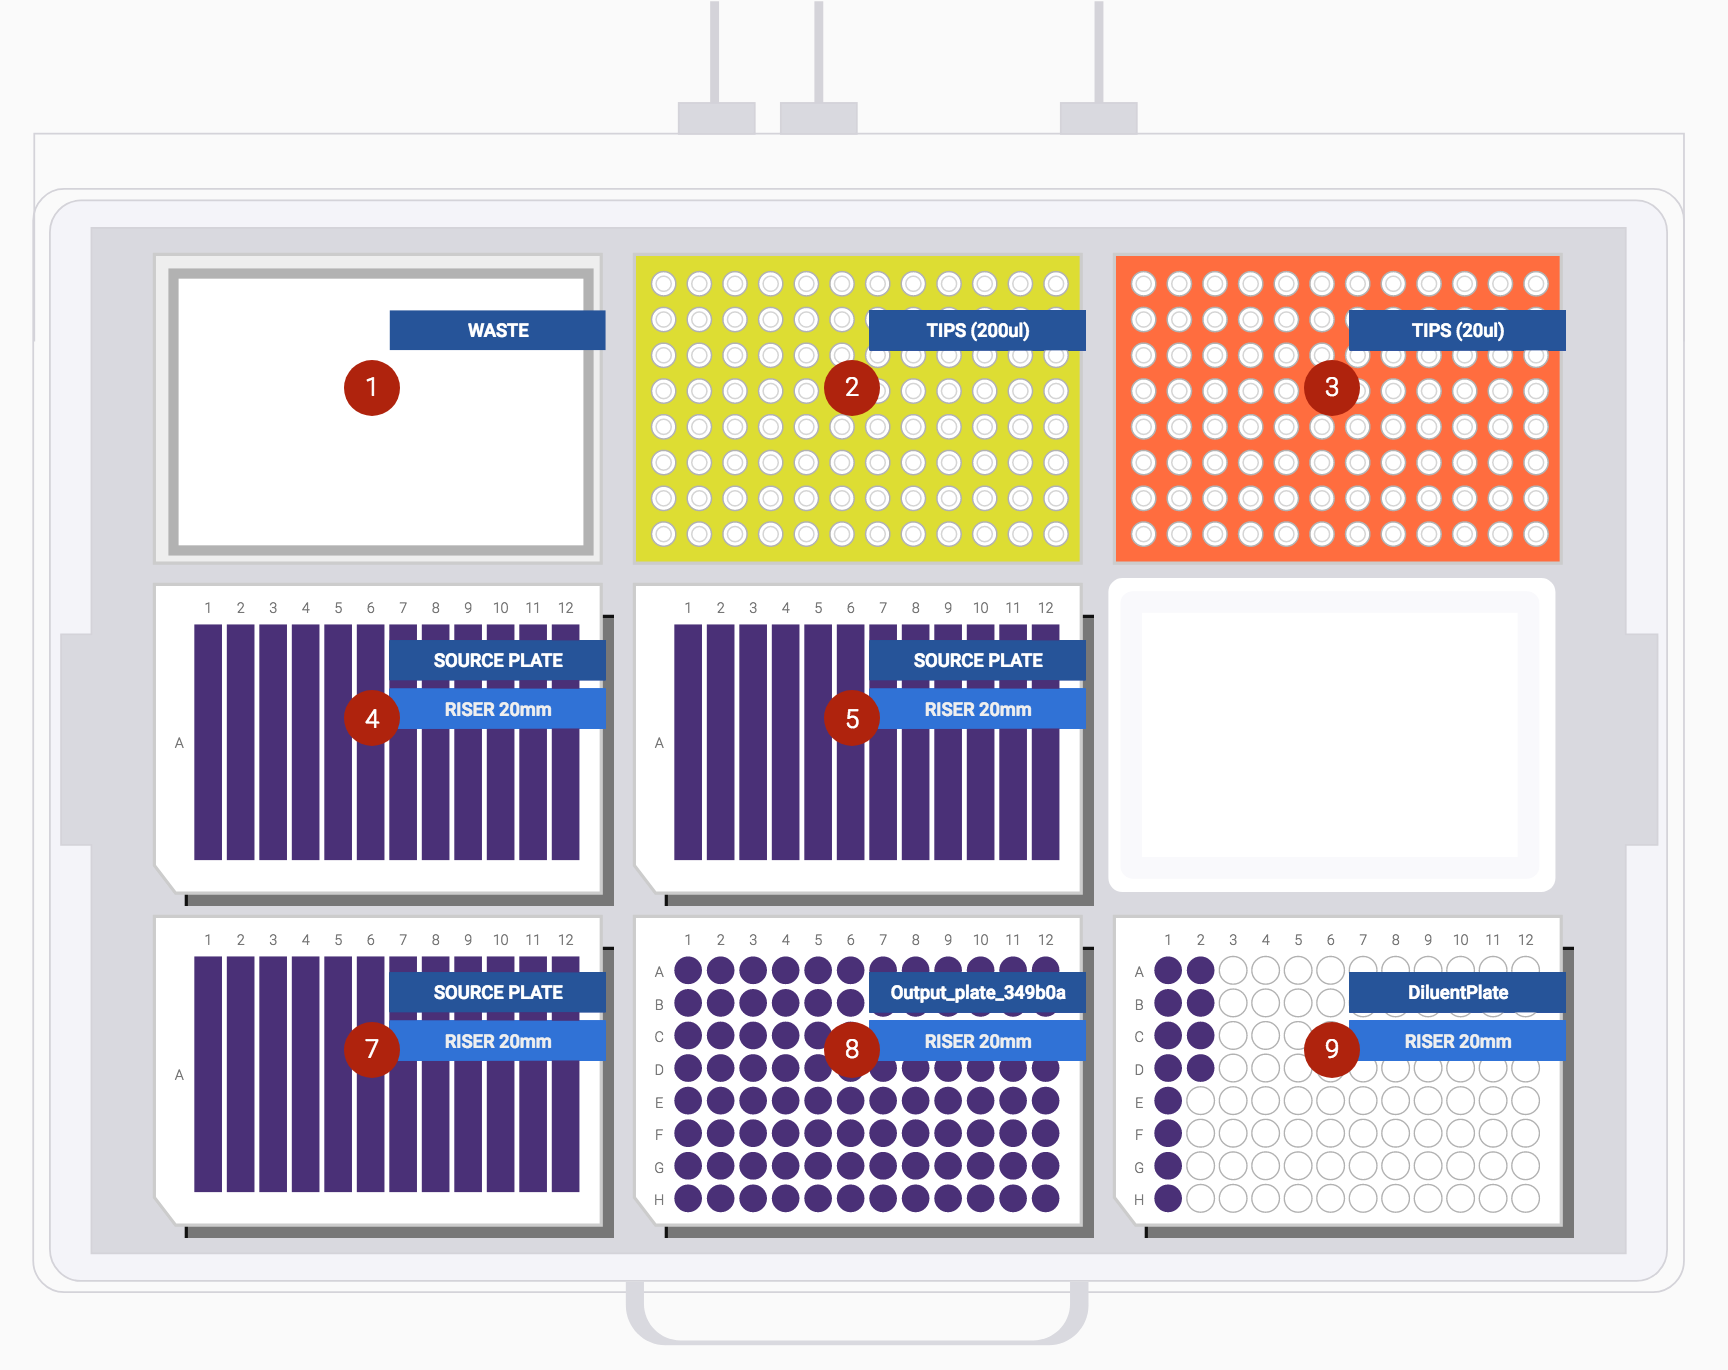 WASTE
1
TIPS (200ul)
2
TIPS (20ul)
3
1 2 3 4 5 6 7 8 9 10 11 12
SOURCE PLATE
RISER 20mm
4
A
1 2 3 4 5 6 7 8 9 10 11 12
SOURCE PLATE
RISER 20mm
5
A
1 2 3 4 5 6 7 8 9 10 11 12
SOURCE PLATE
RISER 20mm
7
A
1 2 3 4 5 6 7 8 9 10 11 12
A
Output_plate_349b0a
B
C
RISER 20mm
8
D
E
F
G
H
1 2 3 4 5 6 7 8 9 10 11 12
A
DiluentPlate
B
C
RISER 20mm
9
D
E
F
G
H